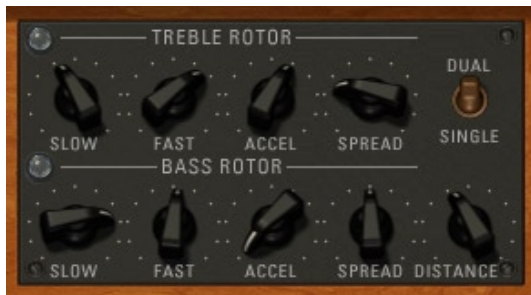 TREBLE ROTOR
DUAL
SLOW FAST ACCEL SPREAD SINGLE
BASS ROTOR
SLOW FAST ACCEL SPREAD DISTANCE